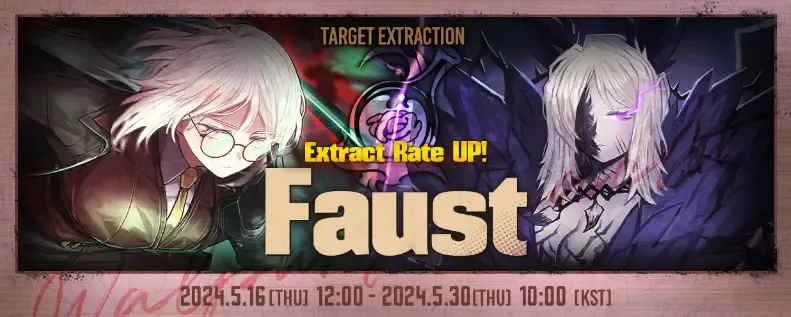 TARGET EXTRACTION
Extract Rate UP!
Faust
2024.5.16[THU] 12:00 - 2024.5.30[THU] 10:00 [KST]